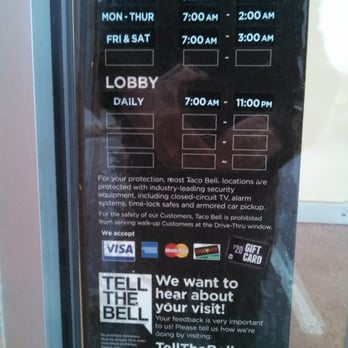 MON - THUR 7:00 AM - 2:00 AM
FRI & SAT 7:00 AM - 3:00 AM
LOBBY
DAILY 7:00 AM - 11:00 PM
For your protection, most Taco Bell® locations are
protected with industry-leading security
equipment, including closed-circuit TV, alarm
systems, time-lock safes and armored car pickup.
For the safety of our Customers, Taco Bell is prohibited
from serving walk-up Customers at the Drive-Thru window.
We accept
VISA
MasterCard
DISCOVER
$20 GIFT
CARD
TELL
THE
BELL
We want to
hear about
your visit!
Your feedback is very important
to us! Please tell us how we're
doing by visiting:
TellTheBell